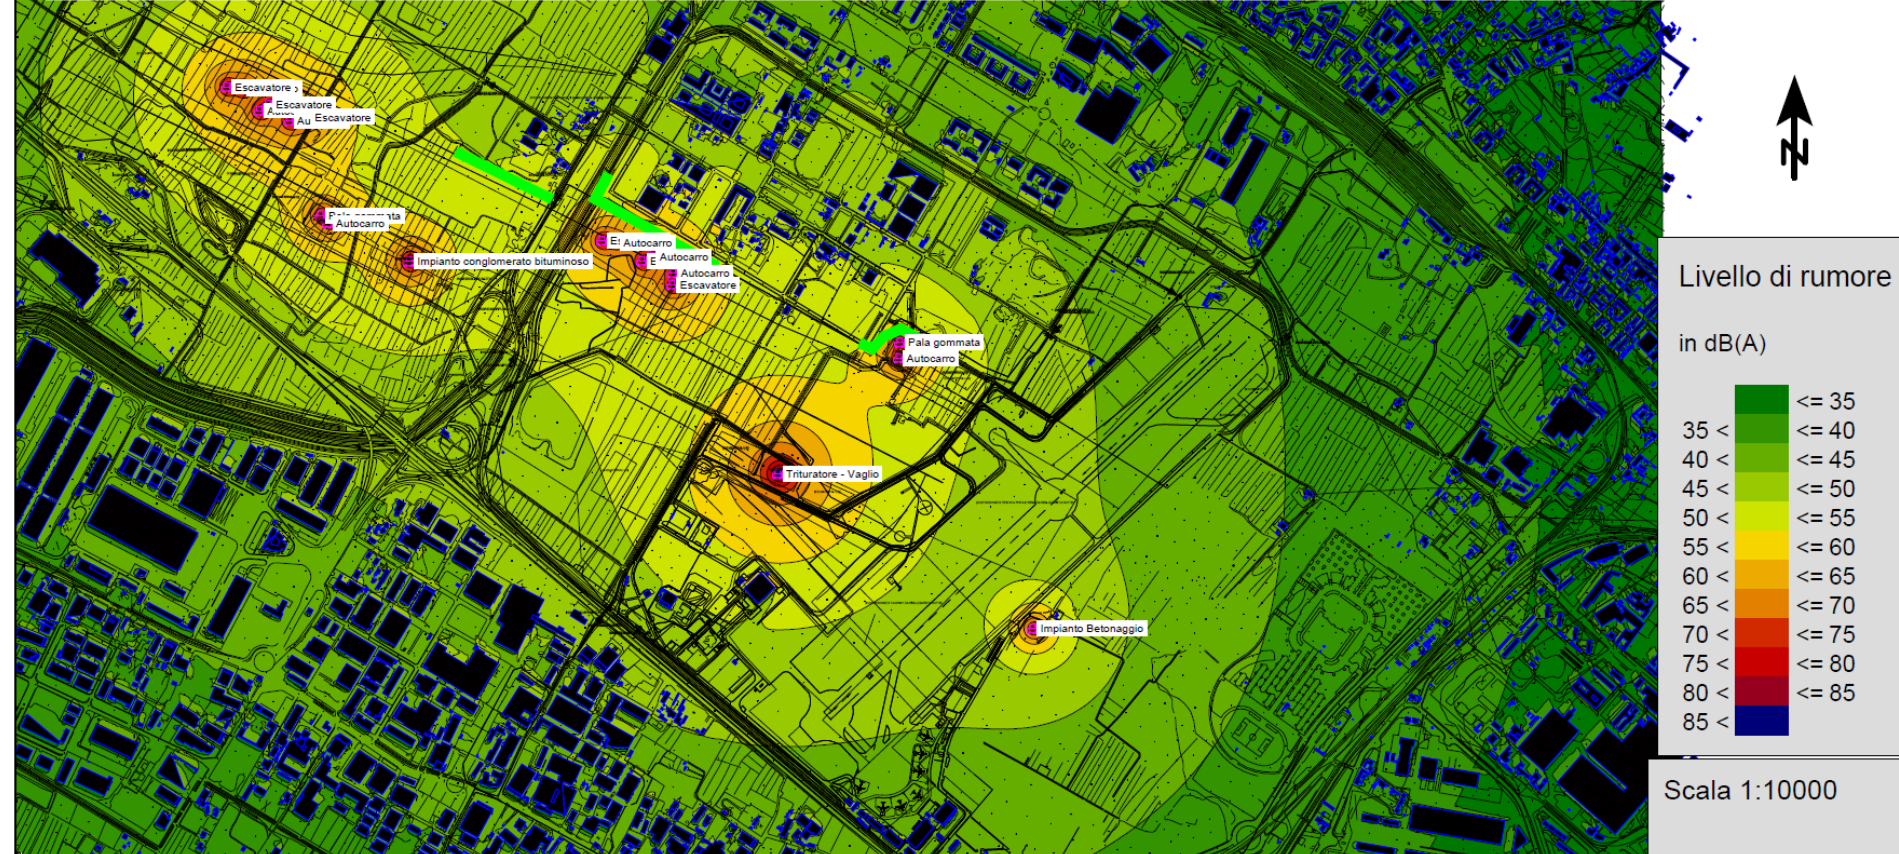 Escavatore
Escavatore
Au
Escavatore
Pala gommata
Autocarro
Impianto conglomerato bituminoso
Autocarro
E
Autocarro
Autocarro
Escavatore
Pala gommata
Autocarro
Trituratore - Vaglio
Impianto Betonaggio
N
Livello di rumore
in dB(A)
<= 35
35 < <= 40
40 < <= 45
45 < <= 50
50 < <= 55
55 < <= 60
60 < <= 65
65 < <= 70
70 < <= 75
75 < <= 80
80 < <= 85
85 <
Scala 1:10000